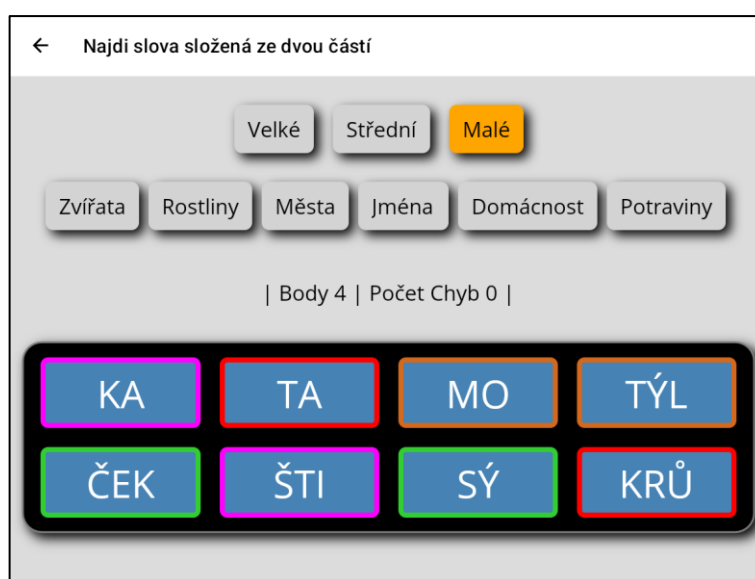 Najdi slova složená ze dvou částí
Velké Střední Malé
Zvířata Rostliny Města Jména Domácnost Potraviny
| Body 4 | Počet Chyb 0 |
KA TA MO TÝL
ČEK ŠTI SÝ KRŮ